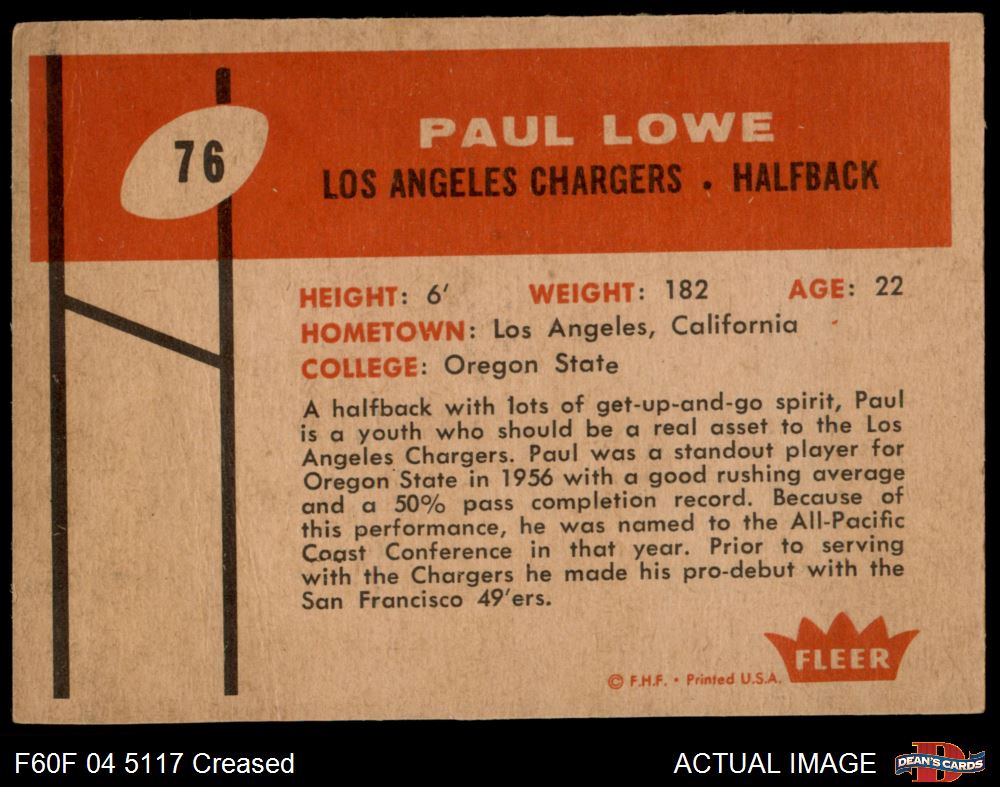 76
PAUL LOWE
LOS ANGELES CHARGERS . HALFBACK
HEIGHT: 6' WEIGHT: 182 AGE: 22
HOMETOWN: Los Angeles, California
COLLEGE: Oregon State
A halfback with lots of get-up-and-go spirit, Paul
is a youth who should be a real asset to the Los
Angeles Chargers. Paul was a standout player for
Oregon State in 1956 with a good rushing average
and a 50% pass completion record. Because of
this performance, he was named to the All-Pacific
Coast Conference in that year. Prior to serving
with the Chargers he made his pro-debut with the
San Francisco 49'ers.
FLEER
© F.H.F. • Printed U.S.A.
F60F 04 5117 Creased
ACTUAL IMAGE
D
DEAN'S CARDS